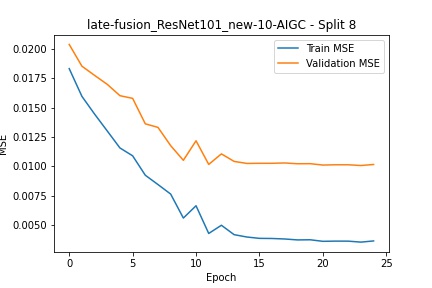 late-fusion_ResNet101_new-10-AIGC - Split 8
Train MSE
Validation MSE
0.0200
0.0175
0.0150
0.0125
0.0100
0.0075
0.0050
MSE
0 5 10 15 20 25
Epoch